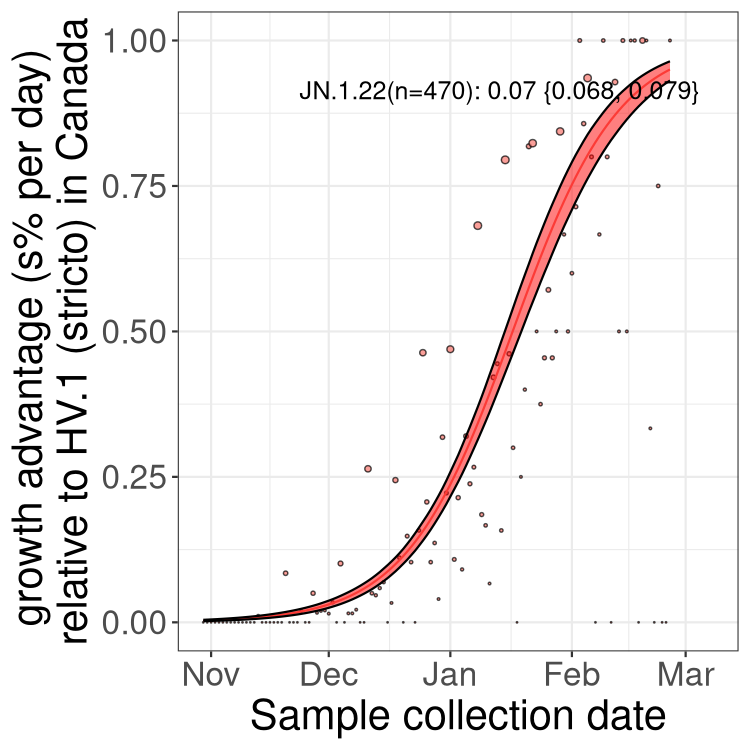 growth advantage (s% per day)
relative to HV.1 (stricto) in Canada
1.00
0.75
0.50
0.25
0.00
JN.1.22(n=470): 0.07 {0.068, 0.079}
Nov Dec Jan Feb Mar
Sample collection date